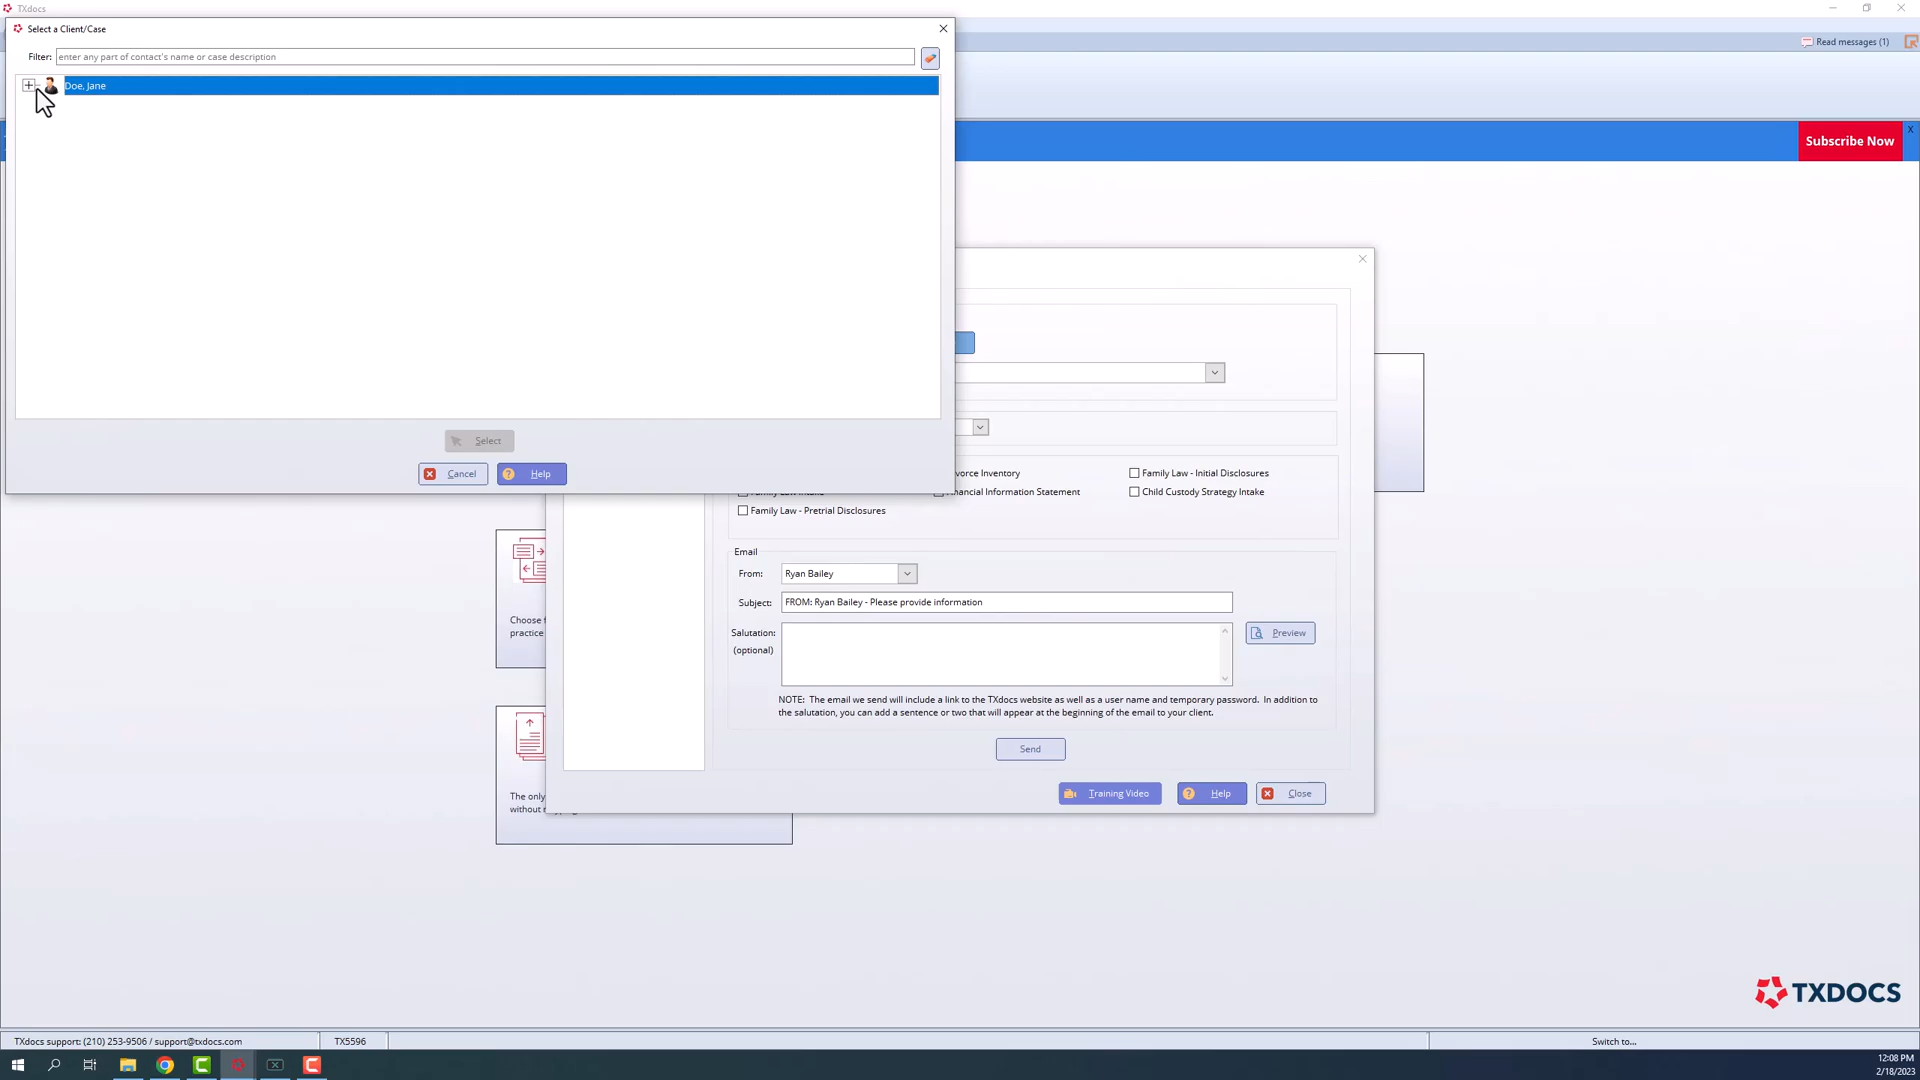 TXdocs
Select a Client/Case
Filter: enter any part of contact's name or case description
Read messages (1)
Doe, Jane
Subscribe Now
Select
Cancel
Help
vorce Inventory
Family Law - Initial Disclosures
nancial Information Statement
Child Custody Strategy Intake
Family Law - Pretrial Disclosures
Email
From: Ryan Bailey
Subject: FROM: Ryan Bailey - Please provide information
Salutation:
(optional)
Preview
NOTE: The email we send will include a link to the TXdocs website as well as a user name and temporary password. In addition to
the salutation, you can add a sentence or two that will appear at the beginning of the email to your client.
Send
Training Video
Help
Close
Choose
practice
The only
without
TXDOCS
TXdocs support: (210) 253-9506 / support@txdocs.com
TX5596
Switch to...
12:08 PM
2/18/2023